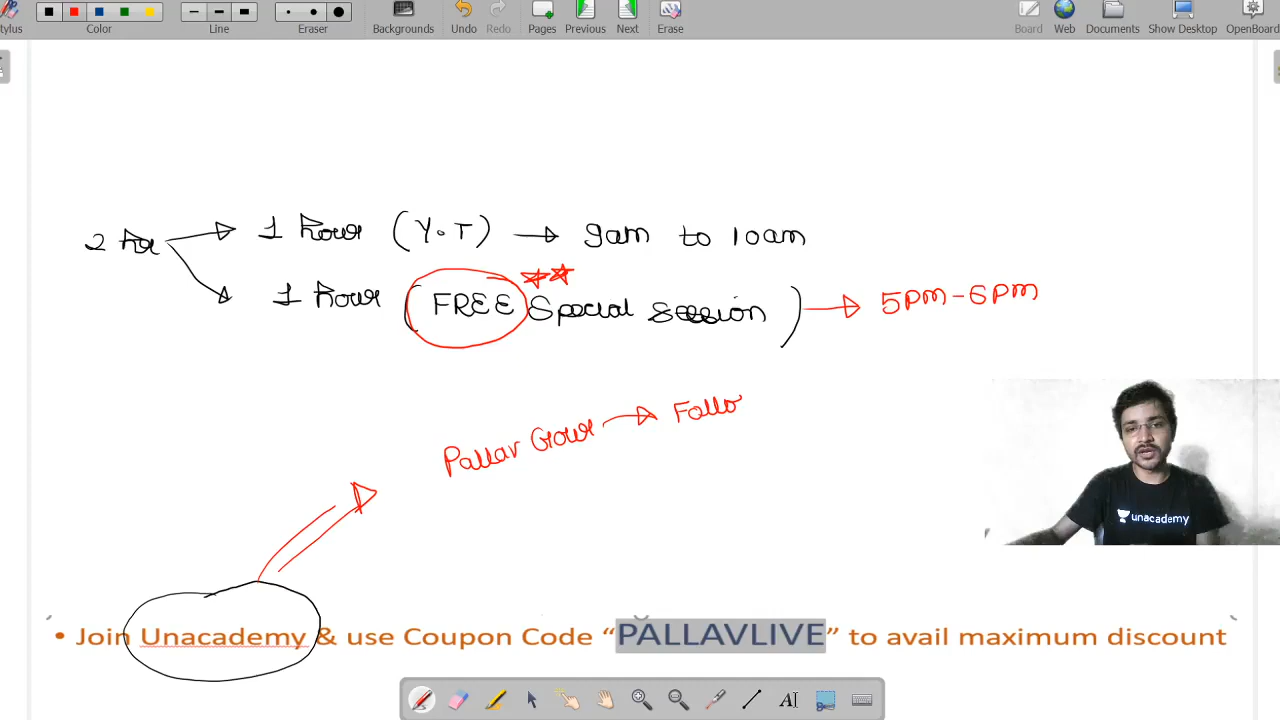 Stylus Color Line Eraser Backgrounds Undo Redo Pages Previous Next Erase Board Web Documents Show Desktop OpenBoard
2 hr 1 hour (Y.T) 9am to 10am
1 hour (FREE Special Session) 5PM-6PM
Pallav Gour Follo
unacademy
• Join Unacademy & use Coupon Code “PALLAVLIVE” to avail maximum discount
AI